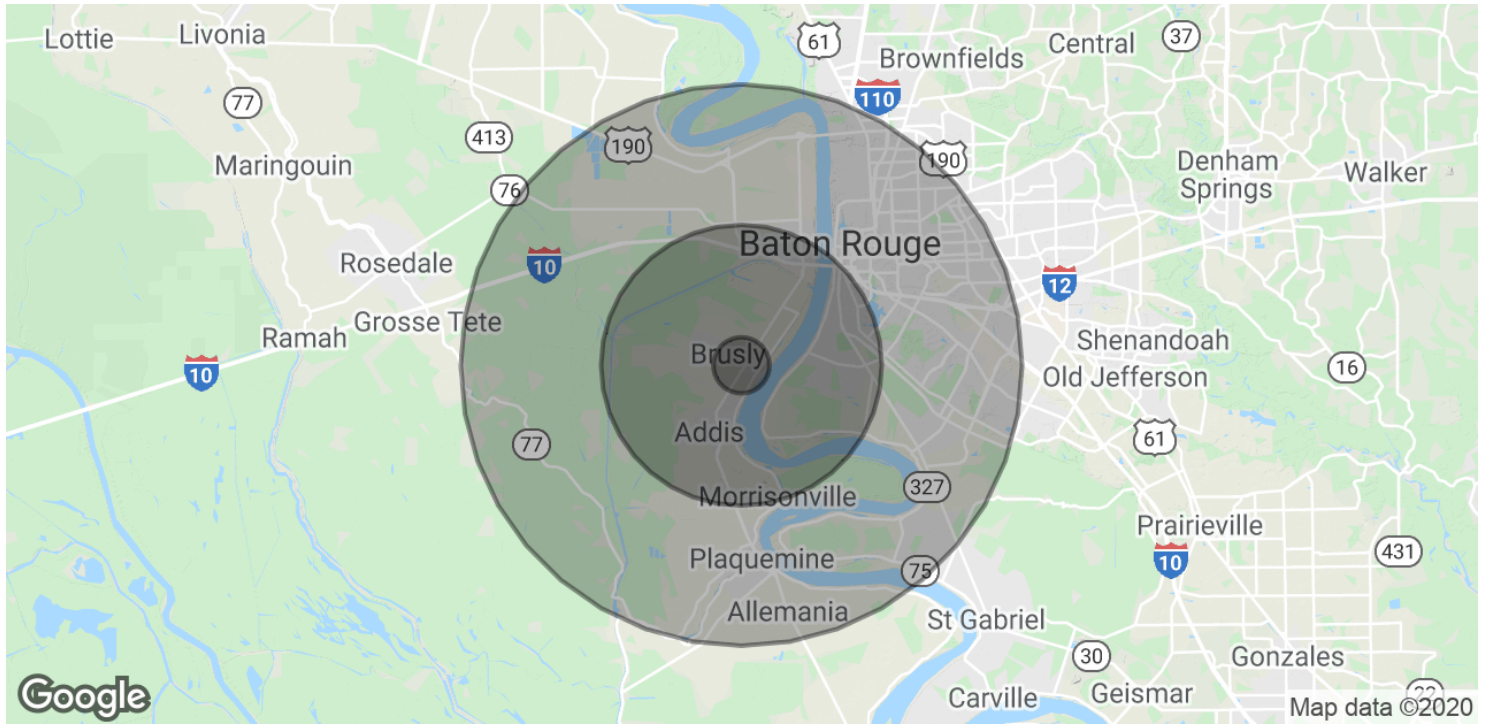 Lottie
Livonia
61
Brownfields
Central
37
77
110
413
190
190
Maringouin
76
Denham
Springs
Walker
Baton Rouge
Rosedale
10
12
Ramah
Grosse Tete
Brusly
Shenandoah
10
Old Jefferson
16
Addis
61
77
Morrisonville
327
Prairieville
Plaquemine
75
10
431
Allemania
St Gabriel
30
Gonzales
Carville
Geismar
22
Google
Map data ©2020